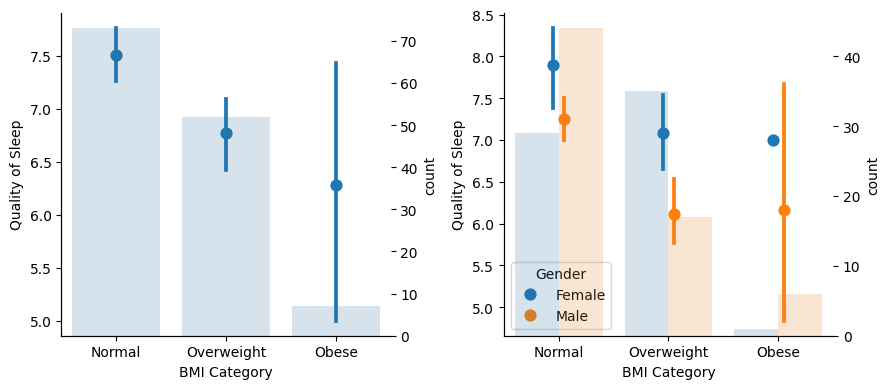 7.5
7.0
6.5
6.0
5.5
5.0
Quality of Sleep
70
60
50
40
30
20
10
0
count
Normal Overweight Obese
BMI Category
8.5
8.0
7.5
7.0
6.5
6.0
5.5
5.0
Quality of Sleep
40
30
20
10
0
count
Gender
Female
Male
Normal Overweight Obese
BMI Category